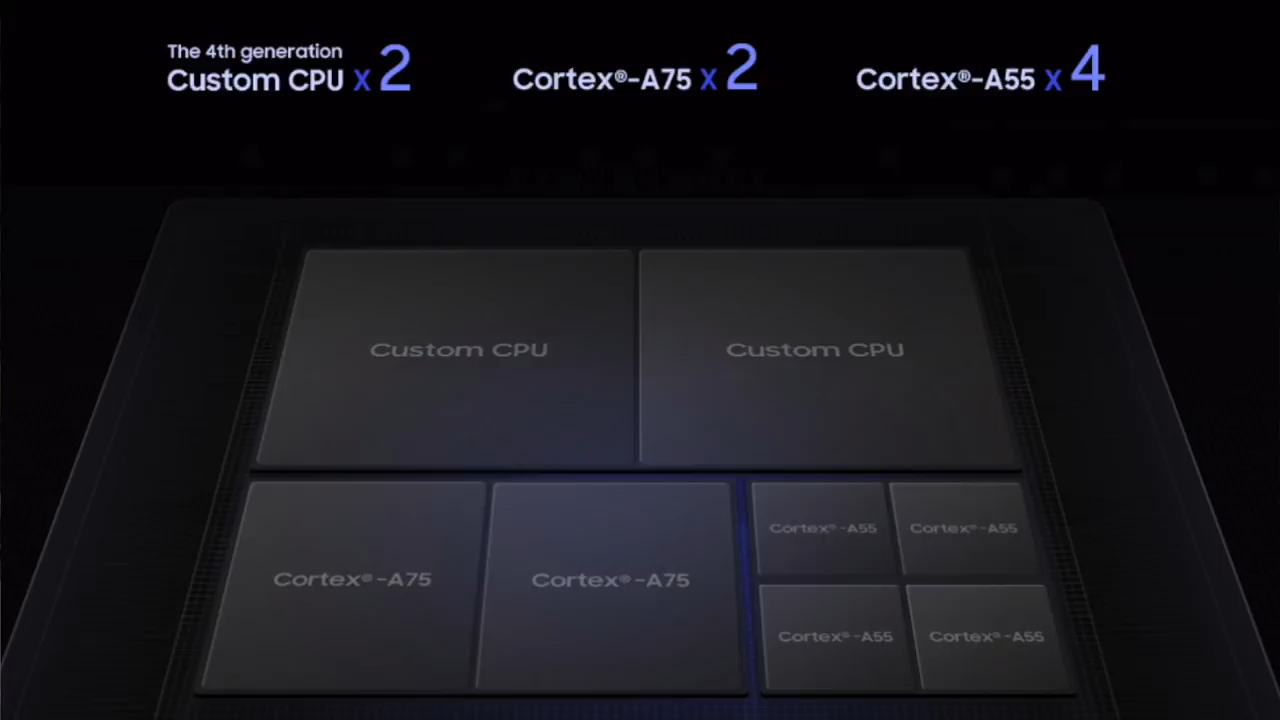 The 4th generation
Custom CPU X 2
Cortex®-A75 X 2
Cortex®-A55 X 4
Custom CPU
Custom CPU
Cortex®-A75
Cortex®-A75
Cortex®-A55
Cortex®-A55
Cortex®-A55
Cortex®-A55